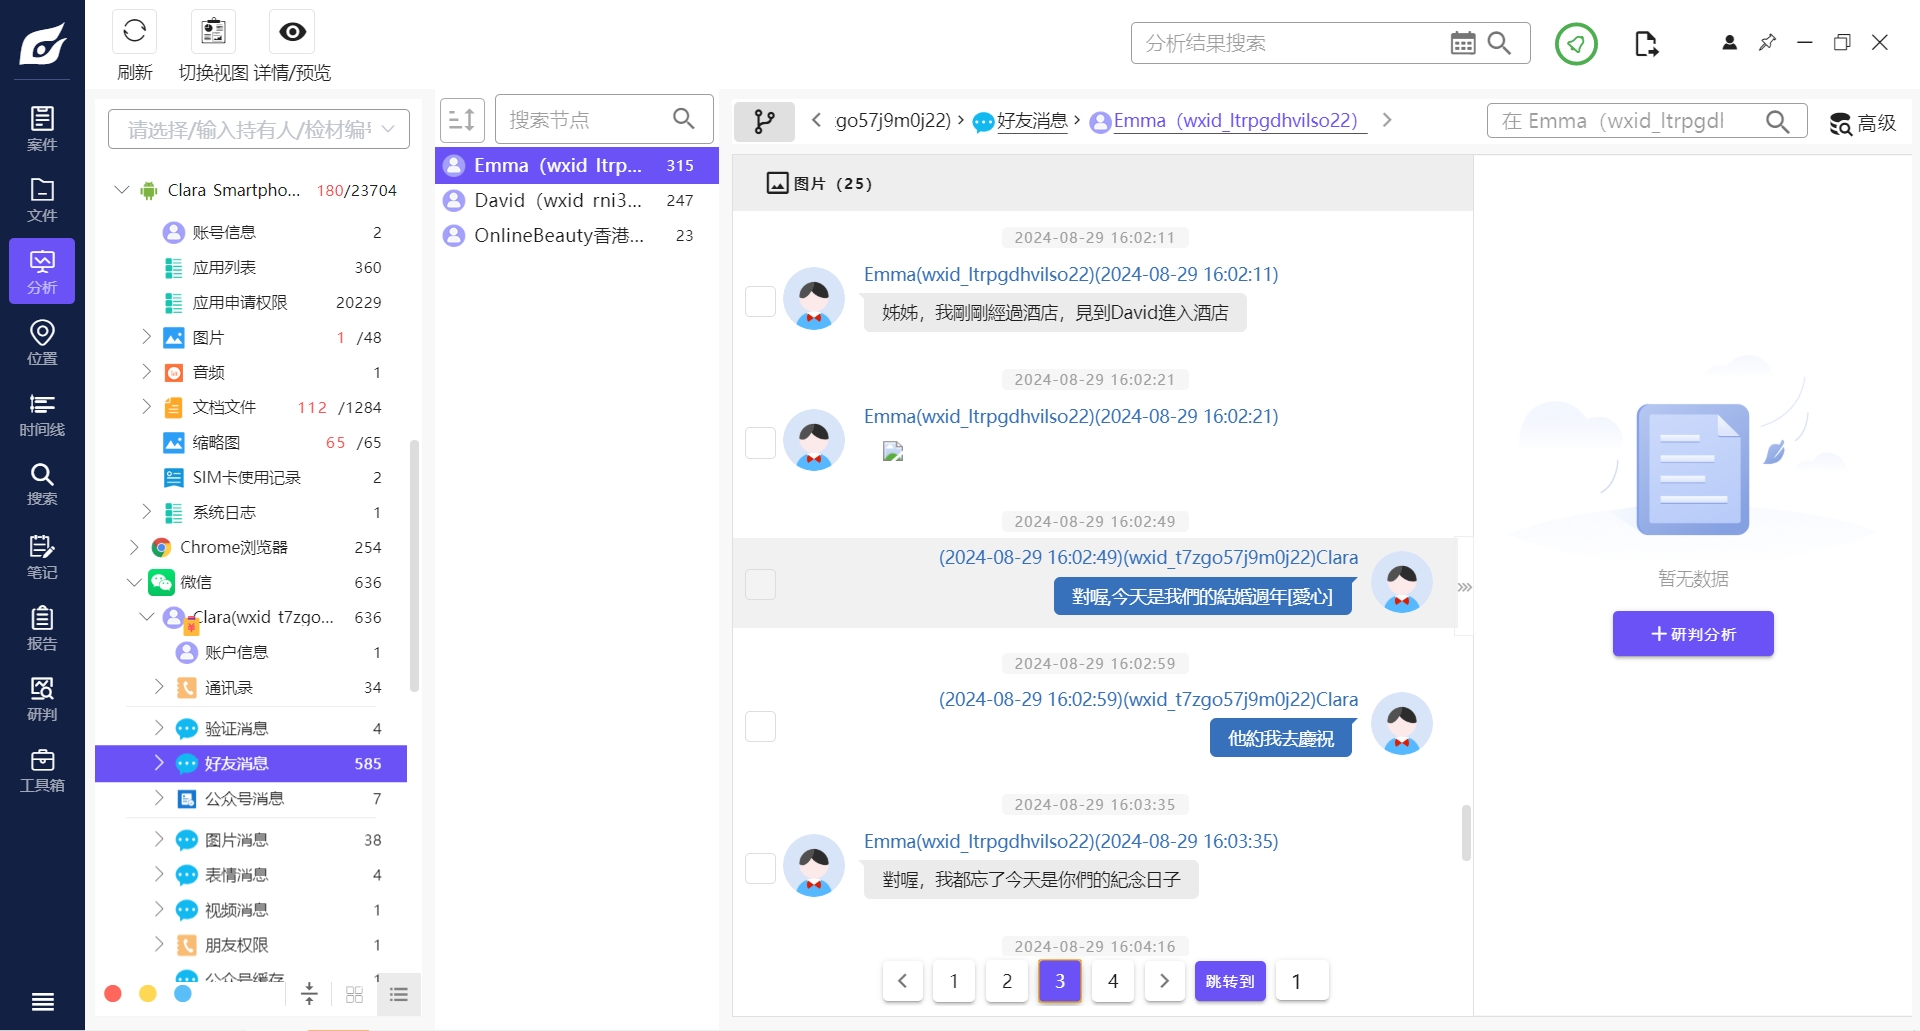 刷新
切换视图
详情/预览
分析结果搜索
案件
文件
分析
位置
时间线
搜索
笔记
报告
研判
工具箱
请选择/输入持有人/检材编号
Clara Smartpho... 180/23704
账号信息 2
应用列表 360
应用申请权限 20229
图片 1 /48
音频 1
文档文件 112 /1284
缩略图 65 /65
SIM卡使用记录 2
系统日志 1
Chrome浏览器 254
微信 636
Clara(wxid_t7zgo... 636
账户信息 1
通讯录 34
验证消息 4
好友消息 585
公众号消息 7
图片消息 38
表情消息 4
视频消息 1
朋友权限 1
公众号缓存 1
搜索节点
Emma（wxid_ltrp... 315
David（wxid_rni3... 247
OnlineBeauty香港... 23
:go57j9m0j22) > 好友消息 > Emma（wxid_ltrpgdhvilso22）
在 Emma（wxid_ltrpgdl
高级
图片（25）
2024-08-29 16:02:11
Emma(wxid_ltrpgdhvilso22)(2024-08-29 16:02:11)
姊姊，我剛剛經過酒店，見到David進入酒店
2024-08-29 16:02:21
Emma(wxid_ltrpgdhvilso22)(2024-08-29 16:02:21)
2024-08-29 16:02:49
(2024-08-29 16:02:49)(wxid_t7zgo57j9m0j22)Clara
對喔,今天是我們的結婚週年[愛心]
2024-08-29 16:02:59
(2024-08-29 16:02:59)(wxid_t7zgo57j9m0j22)Clara
他約我去慶祝
2024-08-29 16:03:35
Emma(wxid_ltrpgdhvilso22)(2024-08-29 16:03:35)
對喔，我都忘了今天是你們的紀念日子
2024-08-29 16:04:16
1 2 3 4 跳转到 1
暂无数据
+研判分析